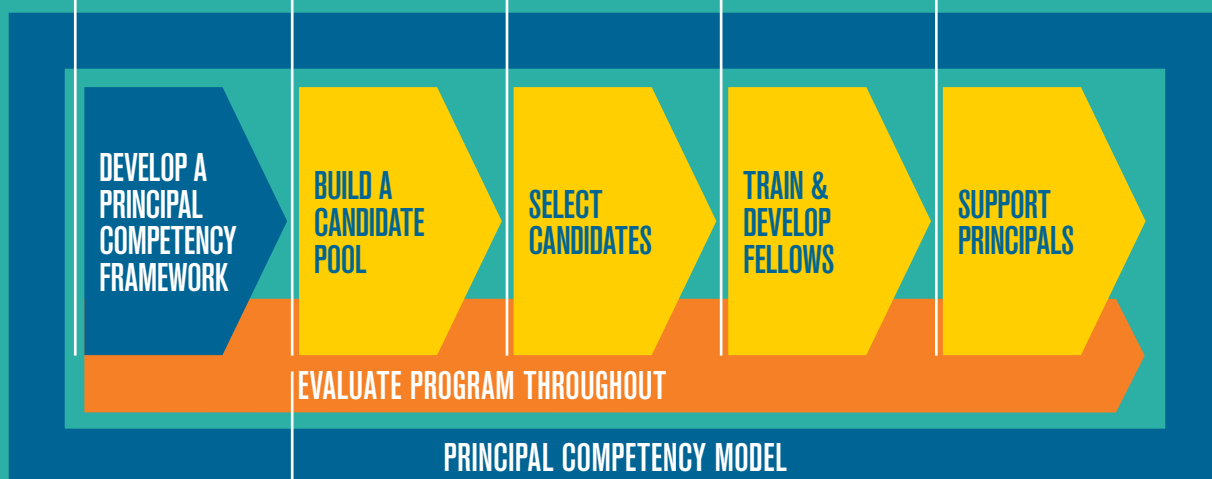 DEVELOP A
PRINCIPAL
COMPETENCY
FRAMEWORK
BUILD A
CANDIDATE
POOL
SELECT
CANDIDATES
TRAIN &
DEVELOP
FELLOWS
SUPPORT
PRINCIPALS
EVALUATE PROGRAM THROUGHOUT
PRINCIPAL COMPETENCY MODEL